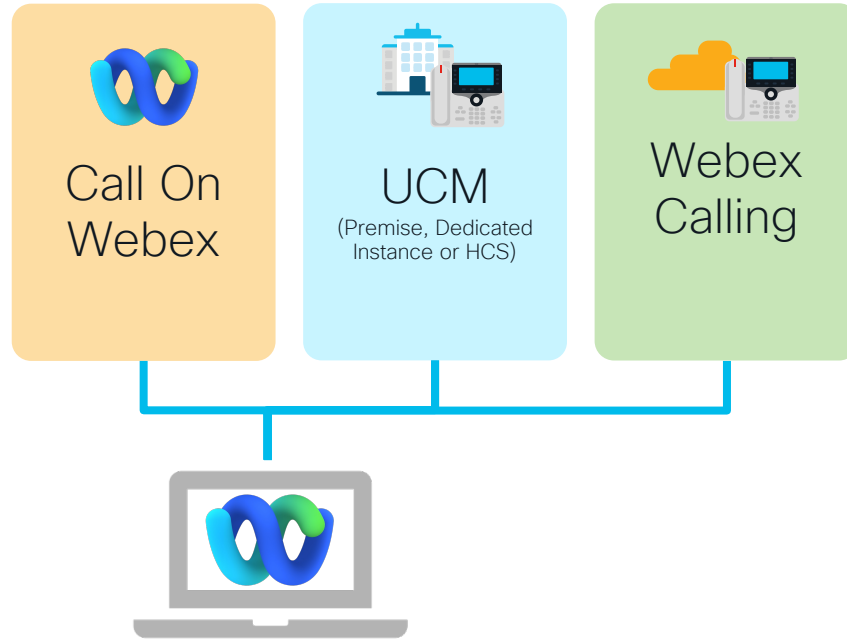 Call On
Webex
UCM
(Premise, Dedicated
Instance or HCS)
Webex
Calling